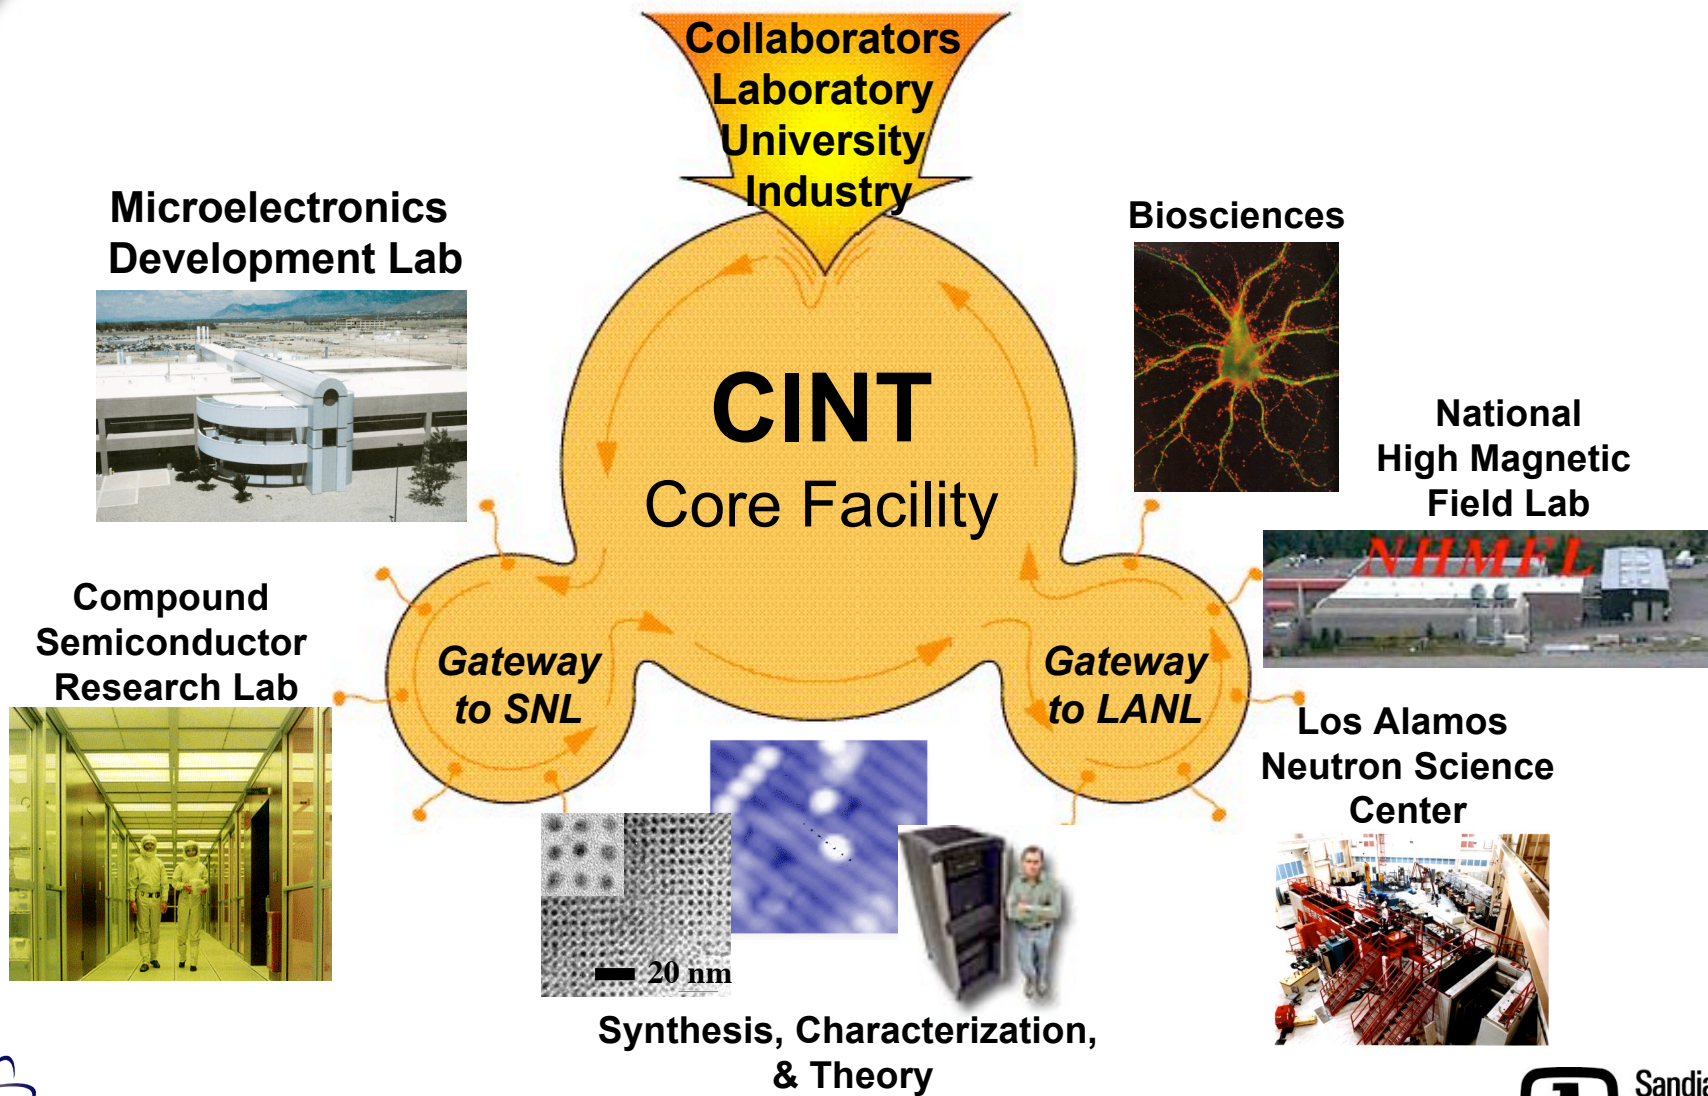 Collaborators
Laboratory
University
Industry
Microelectronics
Development Lab
Biosciences
CINT
Core Facility
National
High Magnetic
Field Lab
NHMFL
Compound
Semiconductor
Research Lab
Gateway
to SNL
Gateway
to LANL
Los Alamos
Neutron Science
Center
20 nm
Synthesis, Characterization,
& Theory
Sandia